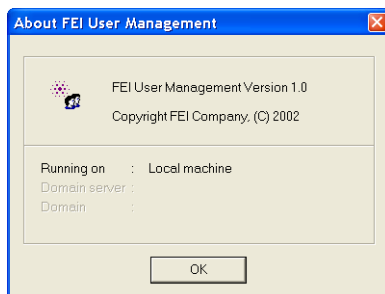 About FEI User Management
FEI User Management Version 1.0
Copyright FEI Company, (C) 2002
Running on : Local machine
Domain server :
Domain :
OK